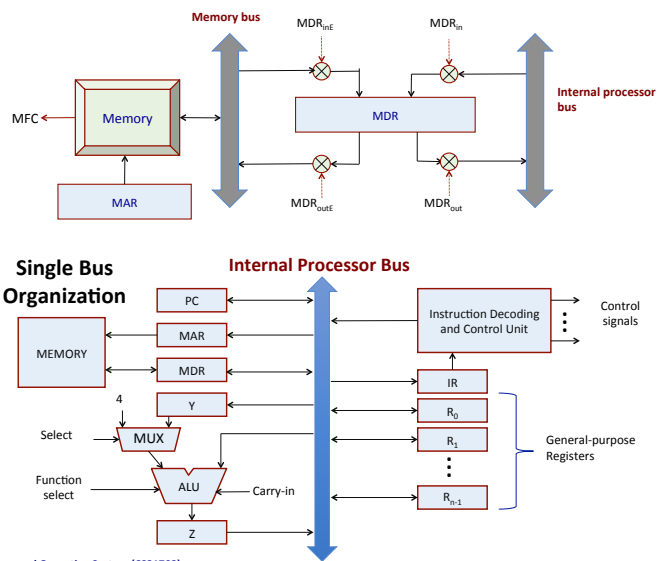 Memory bus
MDRinE
MDRin
MFC
Memory
MDR
Internal processor
bus
MAR
MDRoutE
MDRout
Single Bus
Organization
Internal Processor Bus
PC
MAR
MEMORY
MDR
4
Y
Select
MUX
Function
select
ALU
Carry-in
Z
Instruction Decoding
and Control Unit
Control
signals
IR
R0
R1
Rn-1
General-purpose
Registers